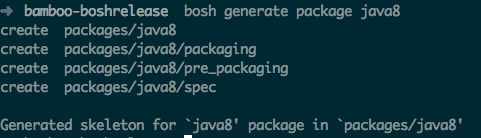 ➜ bamboo-boshrelease bosh generate package java8
create packages/java8
create packages/java8/packaging
create packages/java8/pre_packaging
create packages/java8/spec
Generated skeleton for `java8' package in `packages/java8'